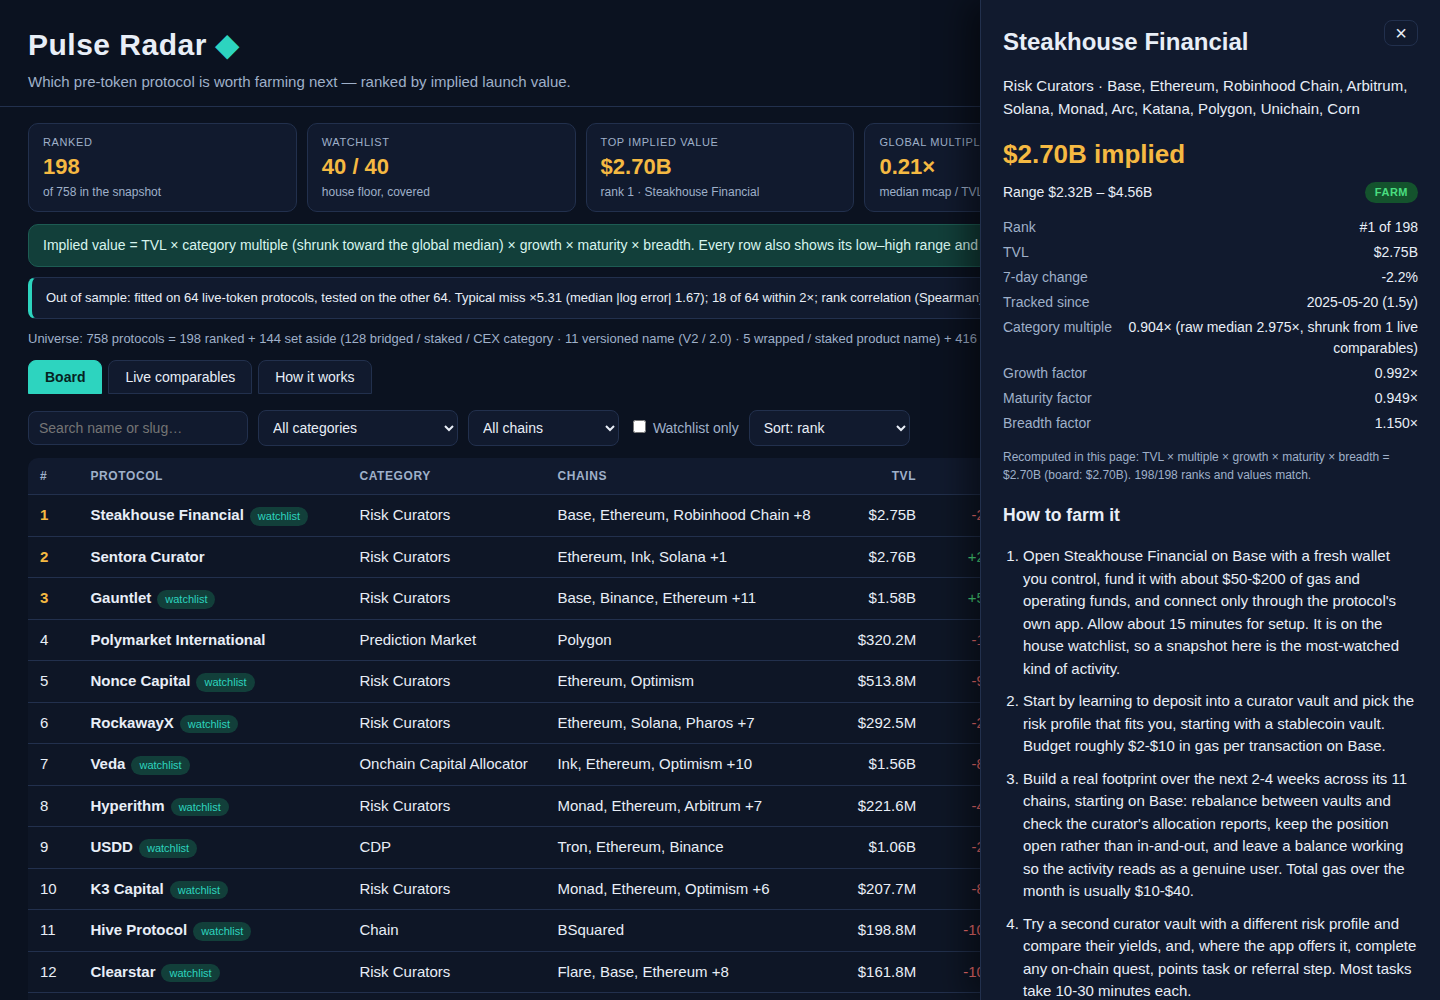 Pulse Radar
Which pre-token protocol is worth farming next — ranked by implied launch value.
RANKED
198
of 758 in the snapshot
WATCHLIST
40 / 40
house floor, covered
TOP IMPLIED VALUE
$2.70B
rank 1 · Steakhouse Financial
GLOBAL MULTIPL
0.21×
median mcap / TVL
Implied value = TVL × category multiple (shrunk toward the global median) × growth × maturity × breadth. Every row also shows its low–high range and
Out of sample: fitted on 64 live-token protocols, tested on the other 64. Typical miss ×5.31 (median |log error| 1.67); 18 of 64 within 2×; rank correlation (Spearman)
Universe: 758 protocols = 198 ranked + 144 set aside (128 bridged / staked / CEX category · 11 versioned name (V2 / 2.0) · 5 wrapped / staked product name) + 416
Board
Live comparables
How it works
Search name or slug…
All categories
All chains
Watchlist only
Sort: rank
# PROTOCOL CATEGORY CHAINS TVL
1 Steakhouse Financial watchlist Risk Curators Base, Ethereum, Robinhood Chain +8 $2.75B -2
2 Sentora Curator Risk Curators Ethereum, Ink, Solana +1 $2.76B +2
3 Gauntlet watchlist Risk Curators Base, Binance, Ethereum +11 $1.58B +5
4 Polymarket International Prediction Market Polygon $320.2M -1
5 Nonce Capital watchlist Risk Curators Ethereum, Optimism $513.8M -9
6 RockawayX watchlist Risk Curators Ethereum, Solana, Pharos +7 $292.5M -2
7 Veda watchlist Onchain Capital Allocator Ink, Ethereum, Optimism +10 $1.56B -8
8 Hyperithm watchlist Risk Curators Monad, Ethereum, Arbitrum +7 $221.6M -4
9 USDD watchlist CDP Tron, Ethereum, Binance $1.06B -2
10 K3 Capital watchlist Risk Curators Monad, Ethereum, Optimism +6 $207.7M -8
11 Hive Protocol watchlist Chain BSquared $198.8M -10
12 Clearstar watchlist Risk Curators Flare, Base, Ethereum +8 $161.8M -10
Steakhouse Financial
✕
Risk Curators · Base, Ethereum, Robinhood Chain, Arbitrum,
Solana, Monad, Arc, Katana, Polygon, Unichain, Corn
$2.70B implied
Range $2.32B – $4.56B
FARM
Rank #1 of 198
TVL $2.75B
7-day change -2.2%
Tracked since 2025-05-20 (1.5y)
Category multiple 0.904× (raw median 2.975×, shrunk from 1 live
comparables)
Growth factor 0.992×
Maturity factor 0.949×
Breadth factor 1.150×
Recomputed in this page: TVL × multiple × growth × maturity × breadth =
$2.70B (board: $2.70B). 198/198 ranks and values match.
How to farm it
1. Open Steakhouse Financial on Base with a fresh wallet
you control, fund it with about $50-$200 of gas and
operating funds, and connect only through the protocol's
own app. Allow about 15 minutes for setup. It is on the
house watchlist, so a snapshot here is the most-watched
kind of activity.
2. Start by learning to deposit into a curator vault and pick the
risk profile that fits you, starting with a stablecoin vault.
Budget roughly $2-$10 in gas per transaction on Base.
3. Build a real footprint over the next 2-4 weeks across its 11
chains, starting on Base: rebalance between vaults and
check the curator's allocation reports, keep the position
open rather than in-and-out, and leave a balance working
so the activity reads as a genuine user. Total gas over the
month is usually $10-$40.
4. Try a second curator vault with a different risk profile and
compare their yields, and, where the app offers it, complete
any on-chain quest, points task or referral step. Most tasks
take 10-30 minutes each.